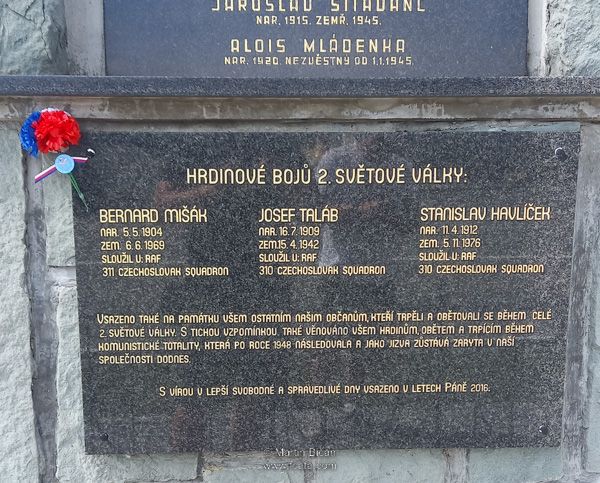 JAROSLAV ŠITAVANC
NAR. 1915. ZEMŘ. 1945.
ALOIS MLÁDENKA
NAR. 1920. NEZVĚSTNÝ OD 1.1.1945.
HRDINOVÉ BOJŮ 2. SVĚTOVÉ VÁLKY:
BERNARD MIŠÁK
NAR. 5.5.1904
ZEM. 6.6.1969
SLOUŽIL U: RAF
311 CZECHOSLOVAK SQUADRON
JOSEF TALÁB
NAR. 16.7.1909
ZEM.15.4.1942
SLOUŽIL U: RAF
310 CZECHOSLOVAK SQUADRON
STANISLAV HAVLÍČEK
NAR. 11.4.1912
ZEM. 5.11.1976
SLOUŽIL U: RAF
310 CZECHOSLOVAK SQUADRON
VSAZENO TAKÉ NA PAMÁTKU VŠEM OSTATNÍM NAŠIM OBČANŮM, KTEŘÍ TRPĚLI A OBĚTOVALI SE BĚHEM CELÉ
2. SVĚTOVÉ VÁLKY. S TICHOU VZPOMÍNKOU. TAKÉ VĚNOVÁNO VŠEM HRDINŮM, OBĚTEM A TRPÍCÍM BĚHEM
KOMUNISTICKÉ TOTALITY, KTERÁ PO ROCE 1948 NÁSLEDOVALA A JAKO JIZVA ZŮSTÁVÁ ZARYTA V NAŠÍ
SPOLEČNOSTI DODNES.
S VÍROU V LEPŠÍ SVOBODNÉ A SPRAVEDLIVÉ DNY VSAZENO V LETECH PÁNĚ 2016.
Martin Bičan